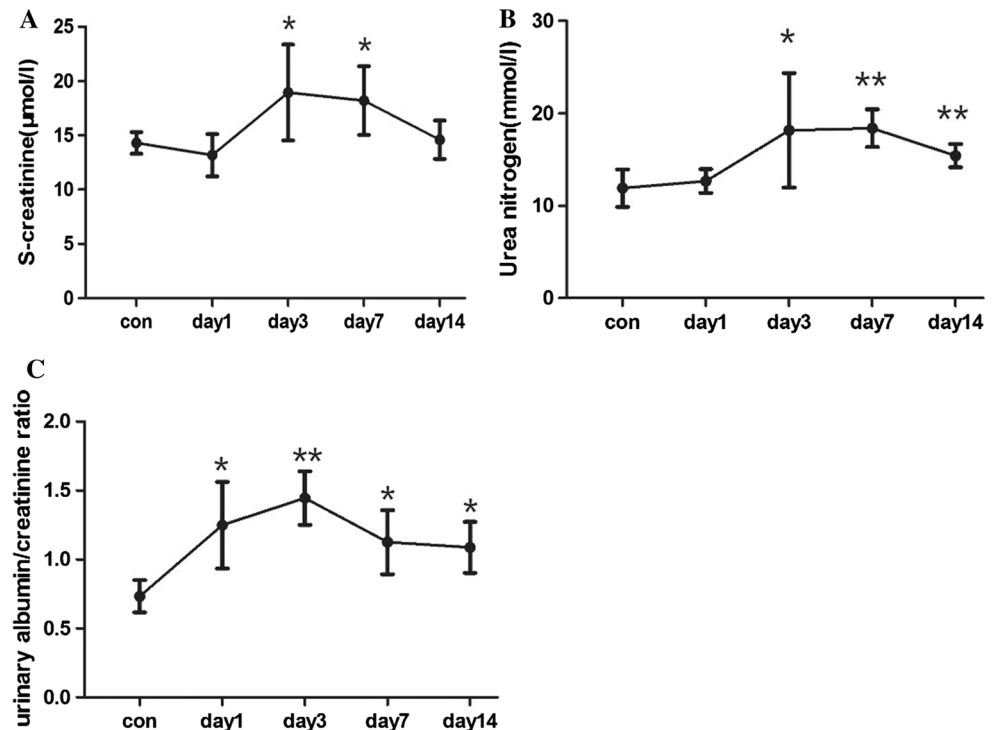 A
S-creatinine(μmol/l)
25
20
15
10
5
0
* *
con day1 day3 day7 day14
B
Urea nitrogen(mmol/l)
30
20
10
0
* ** **
con day1 day3 day7 day14
C
urinary albumin/creatinine ratio
2.0
1.5
1.0
0.5
0.0
* ** * *
con day1 day3 day7 day14